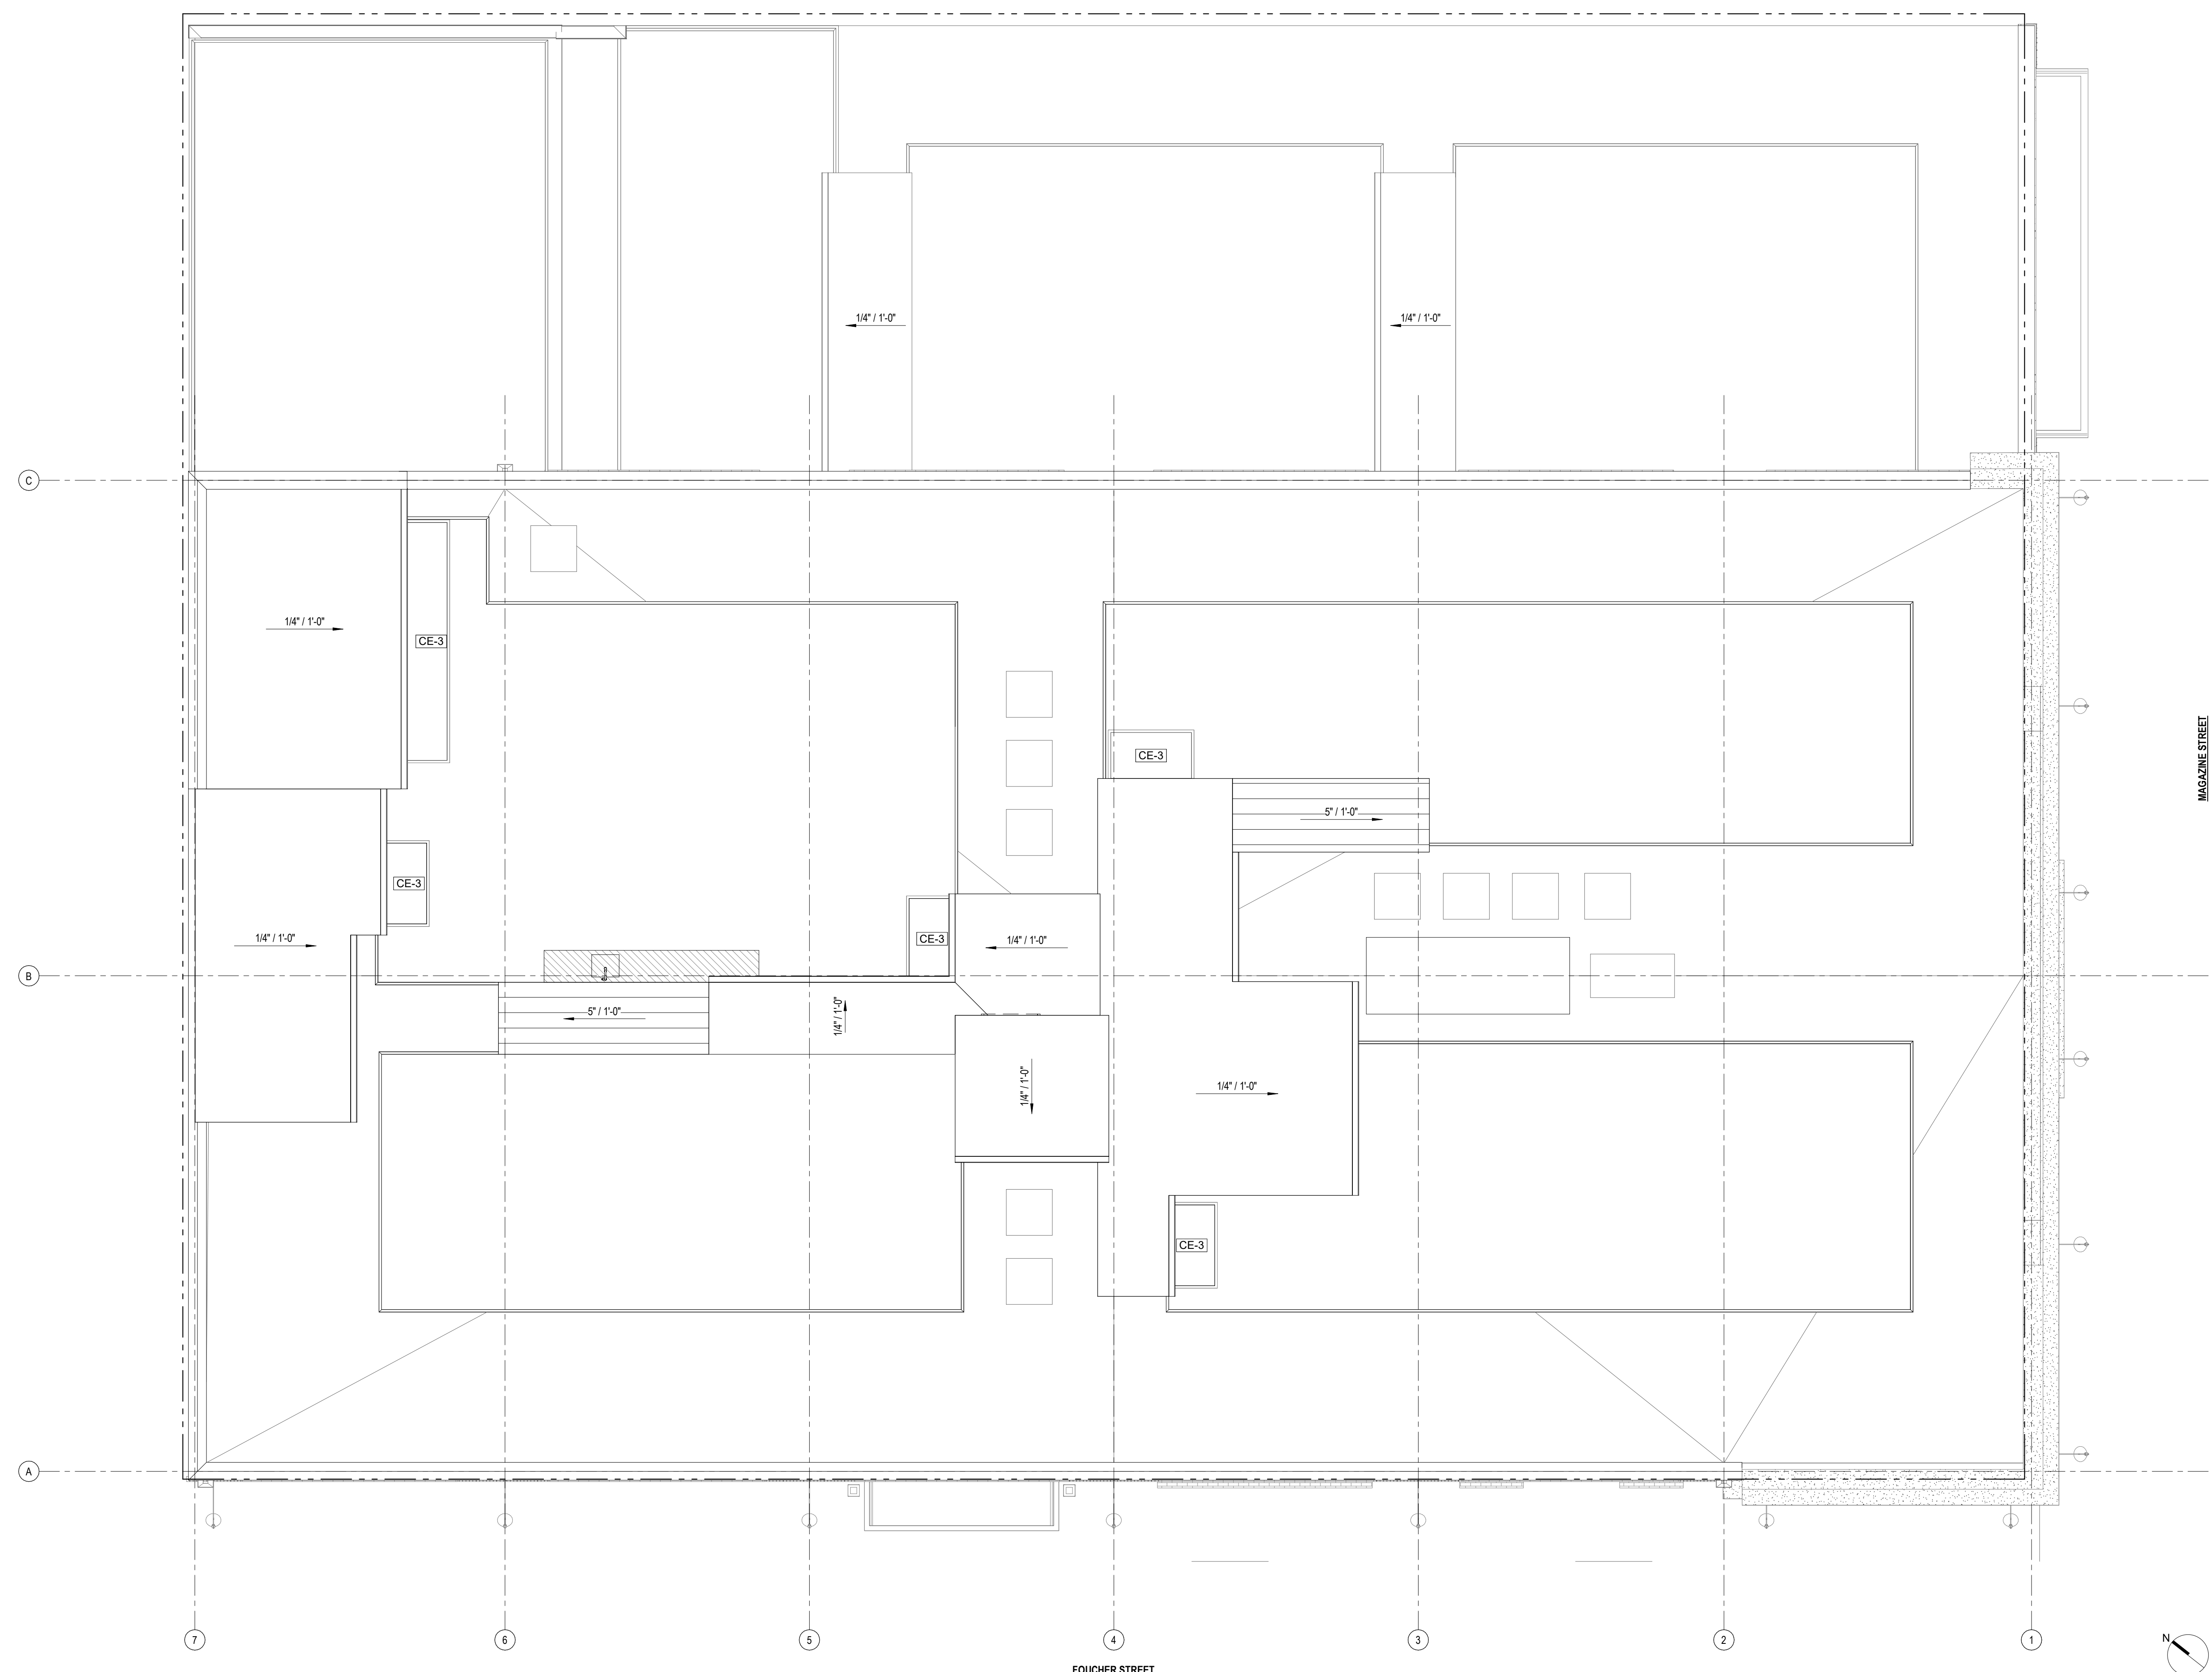 1/4" / 1'-0"
1/4" / 1'-0"
C
1/4" / 1'-0"
CE-3
CE-3
MAGAZINE STREET
5" / 1'-0"
CE-3
1/4" / 1'-0"
CE-3
1/4" / 1'-0"
B
5" / 1'-0"
1/4" / 1'-0"
1/4" / 1'-0"
1/4" / 1'-0"
CE-3
A
7
6
5
4
3
2
1
N
FOUCHER STREET